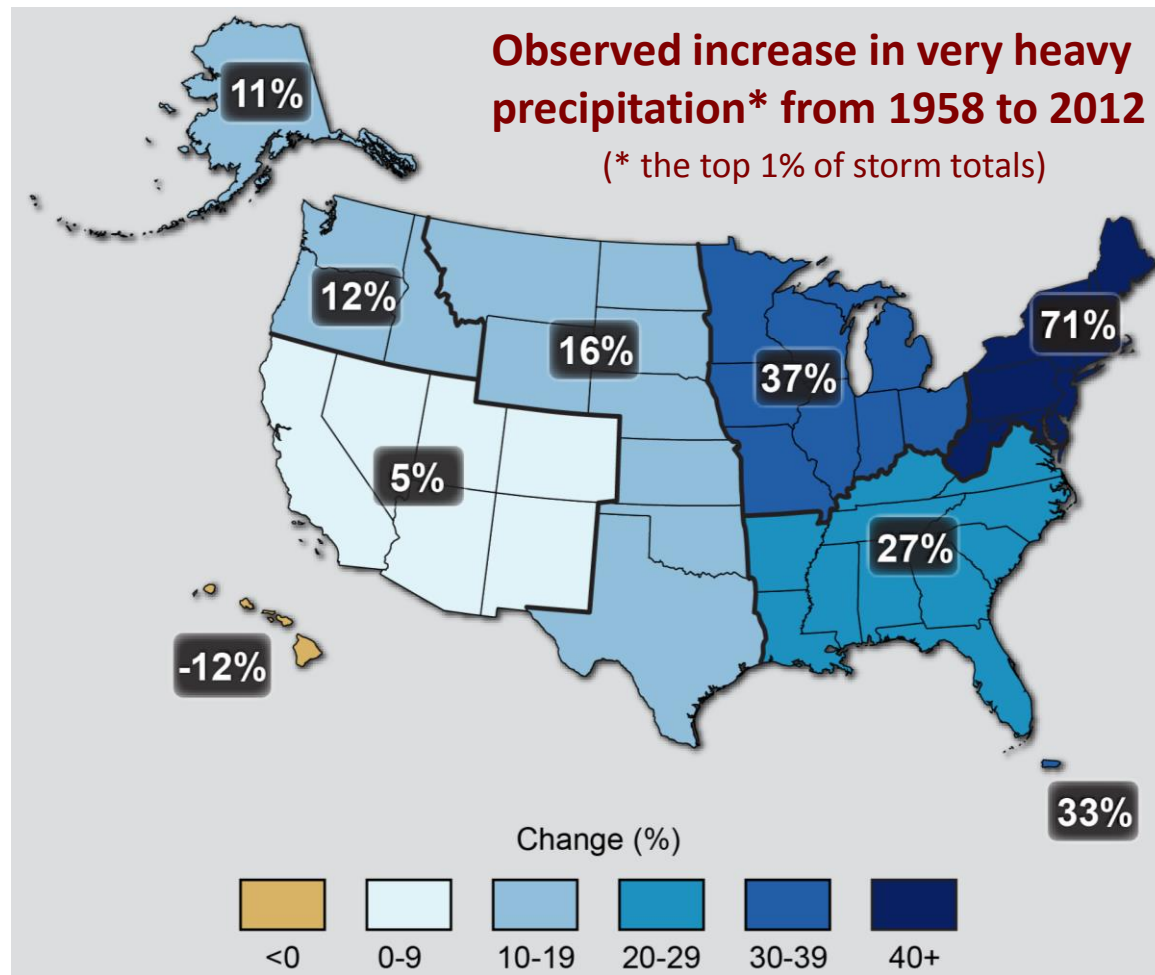 Observed increase in very heavy
precipitation* from 1958 to 2012
(* the top 1% of storm totals)
11%
12%
16%
37%
71%
5%
27%
-12%
33%
Change (%)
<0 0-9 10-19 20-29 30-39 40+